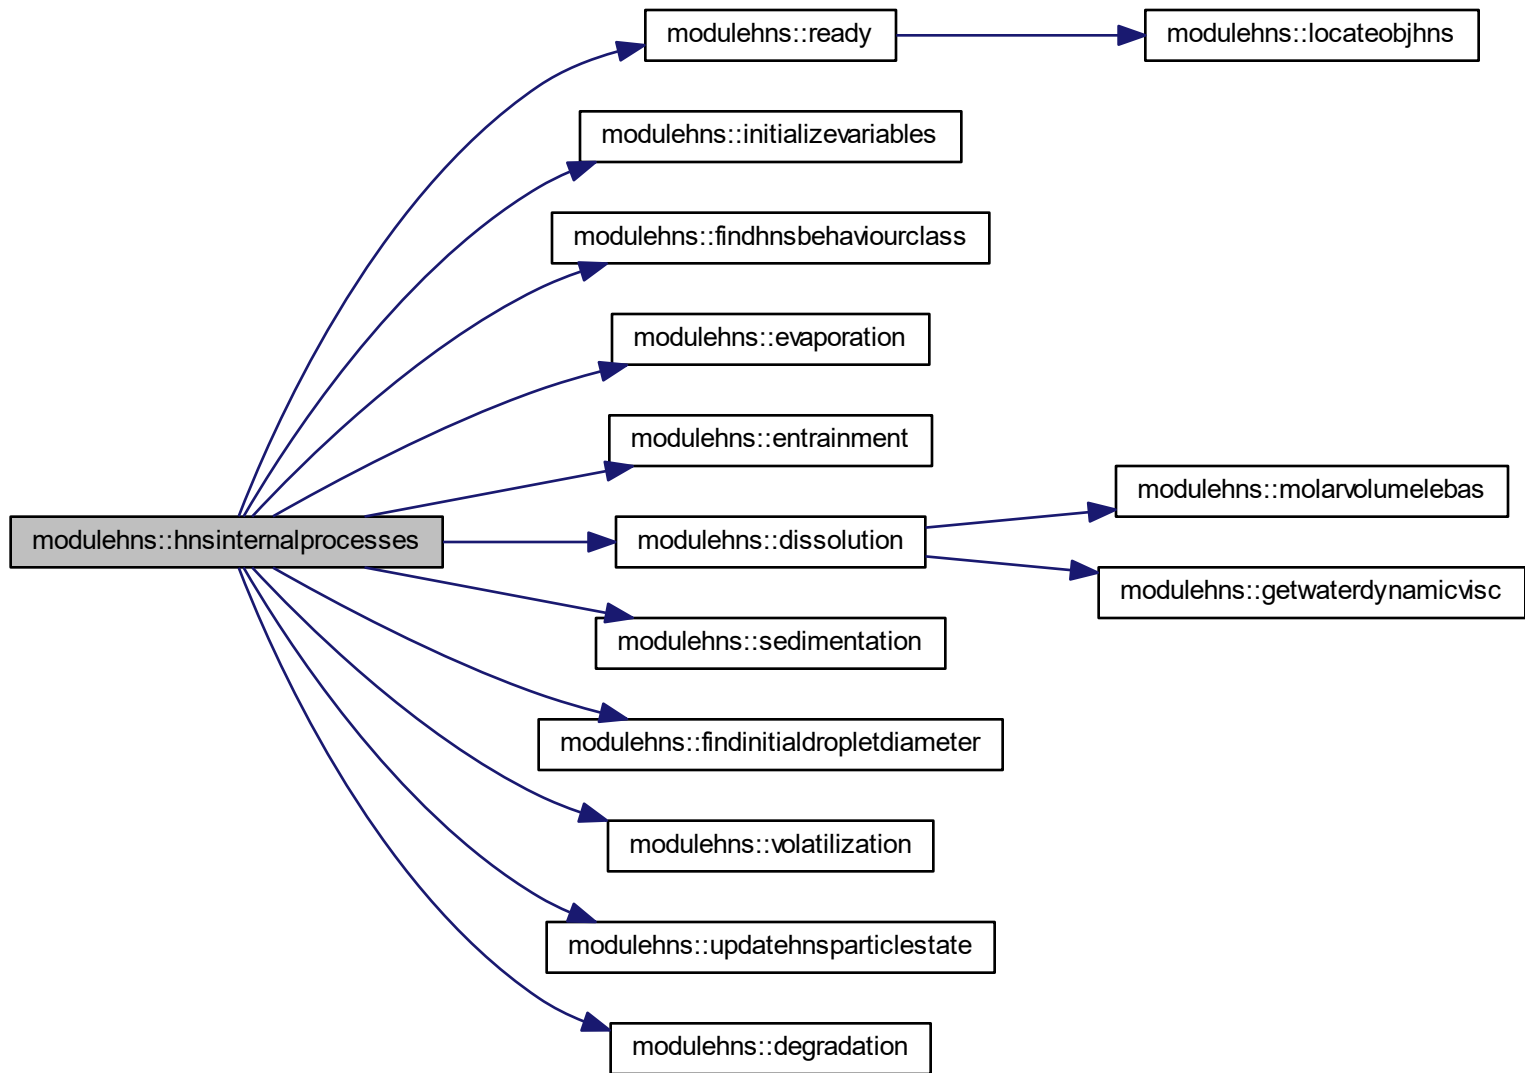 modulehns::ready
modulehns::locateobjhns
modulehns::initializevariables
modulehns::findhnsbehaviourclass
modulehns::evaporation
modulehns::entrainment
modulehns::molarvolumelebas
modulehns::hnsinternalprocesses
modulehns::dissolution
modulehns::getwaterdynamicvisc
modulehns::sedimentation
modulehns::findinitialdropletdiameter
modulehns::volatilization
modulehns::updatehnsparticlestate
modulehns::degradation